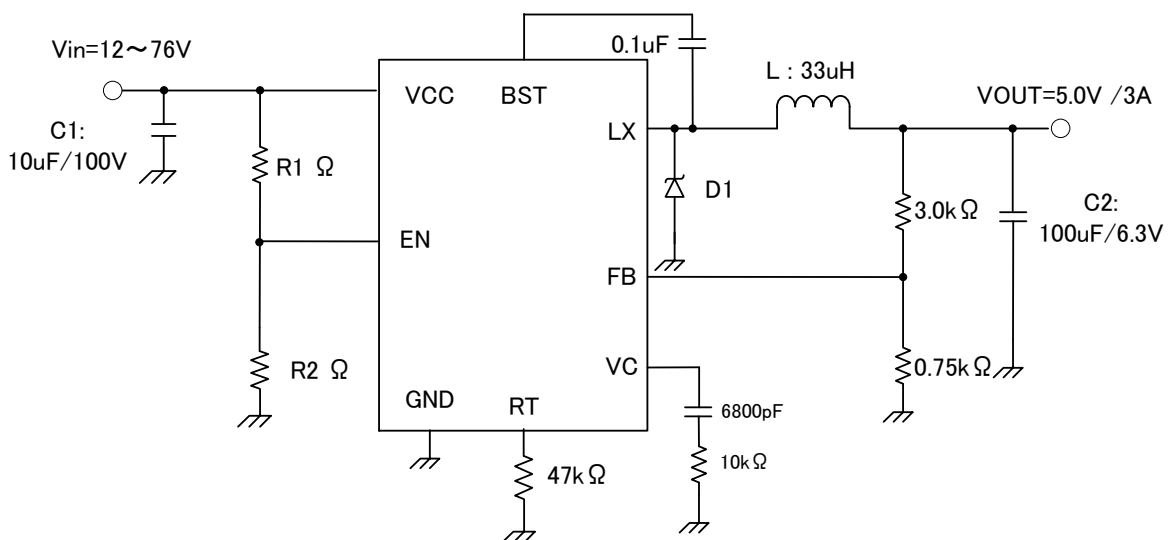 Vin=12～76V
C1:
10uF/100V
R1 Ω
R2 Ω
VCC
BST
LX
EN
FB
VC
GND
RT
0.1uF
L : 33uH
VOUT=5.0V /3A
D1
3.0kΩ
C2:
100uF/6.3V
0.75kΩ
6800pF
10kΩ
47kΩ